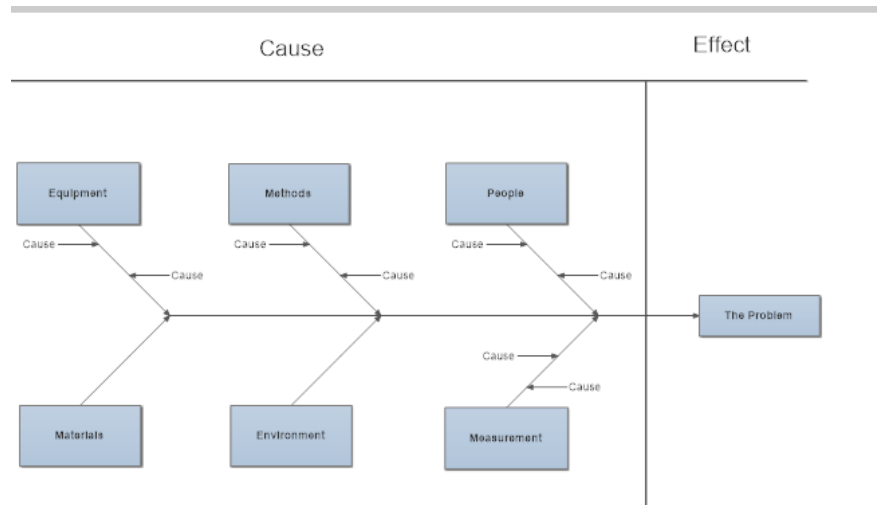 Cause
Effect
Equipment
Methods
People
Cause
Cause
Cause
Cause
Cause
Cause
The Problem
Cause
Cause
Materials
Environment
Measurement